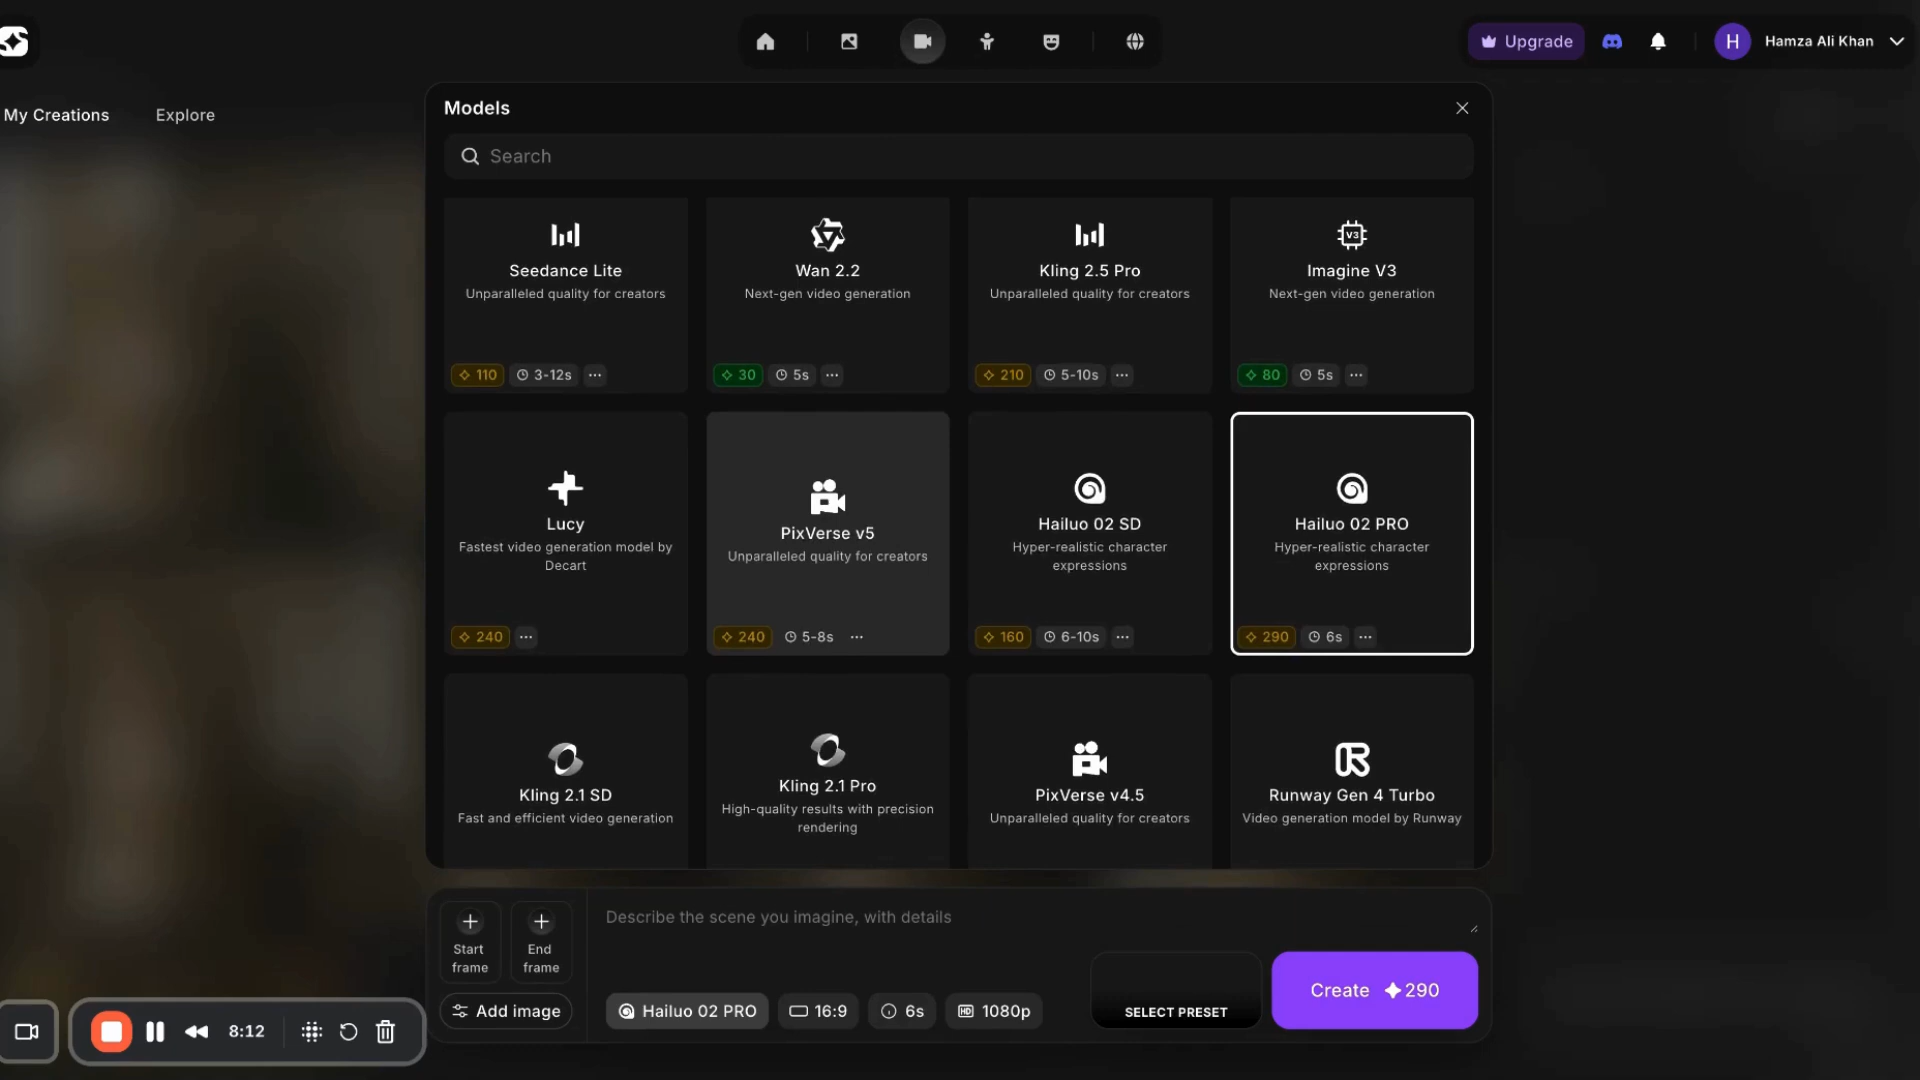 Upgrade
H
Hamza Ali Khan
My Creations
Explore
Models
Search
Seedance Lite
Unparalleled quality for creators
110
3-12s
Wan 2.2
Next-gen video generation
30
5s
Kling 2.5 Pro
Unparalleled quality for creators
210
5-10s
V3
Imagine V3
Next-gen video generation
80
5s
Lucy
Fastest video generation model by
Decart
240
PixVerse v5
Unparalleled quality for creators
240
5-8s
Hailuo 02 SD
Hyper-realistic character
expressions
160
6-10s
Hailuo 02 PRO
Hyper-realistic character
expressions
290
6s
Kling 2.1 SD
Fast and efficient video generation
Kling 2.1 Pro
High-quality results with precision
rendering
PixVerse v4.5
Unparalleled quality for creators
Runway Gen 4 Turbo
Video generation model by Runway
Start
frame
End
frame
Describe the scene you imagine, with details
Add image
Hailuo 02 PRO
16:9
6s
HD
1080p
SELECT PRESET
Create
290
8:12